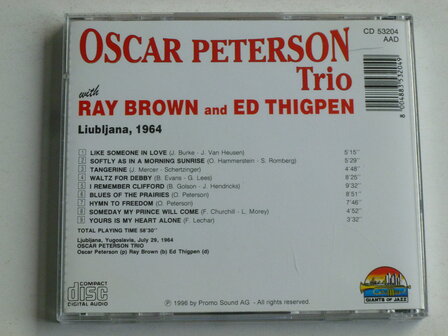 OSCAR PETERSON
CD 53204
AAD
Trio
with
RAY BROWN and ED THIGPEN
Liubljana, 1964
8 004883 532049
1 LIKE SOMEONE IN LOVE (J. Burke - J. Van Heusen) 5'15"
2 SOFTLY AS IN A MORNING SUNRISE (O. Hammerstein - S. Romberg) 5'29"
3 TANGERINE (J. Mercer - Schertzinger) 4'48"
4 WALTZ FOR DEBBY (B. Evans - G. Lees) 8'25"
5 I REMEMBER CLIFFORD (B. Golson - J. Hendricks) 9'32"
6 BLUES OF THE PRAIRIES (O. Peterson) 8'51"
7 HYMN TO FREEDOM (O. Peterson) 7'46"
8 SOMEDAY MY PRINCE WILL COME (F. Churchill - L. Morey) 4'52"
9 YOURS IS MY HEART ALONE (F. Lechar) 3'32"
TOTAL PLAYING TIME 58'30"
Ljubljana, Yugoslavia, July 29, 1964
OSCAR PETERSON TRIO
Oscar Peterson (p) Ray Brown (b) Ed Thigpen (d)
COMPACT
disc
DIGITAL AUDIO
℗ 1996 by Promo Sound AG - All rights reserved.
GIANTS OF JAZZ